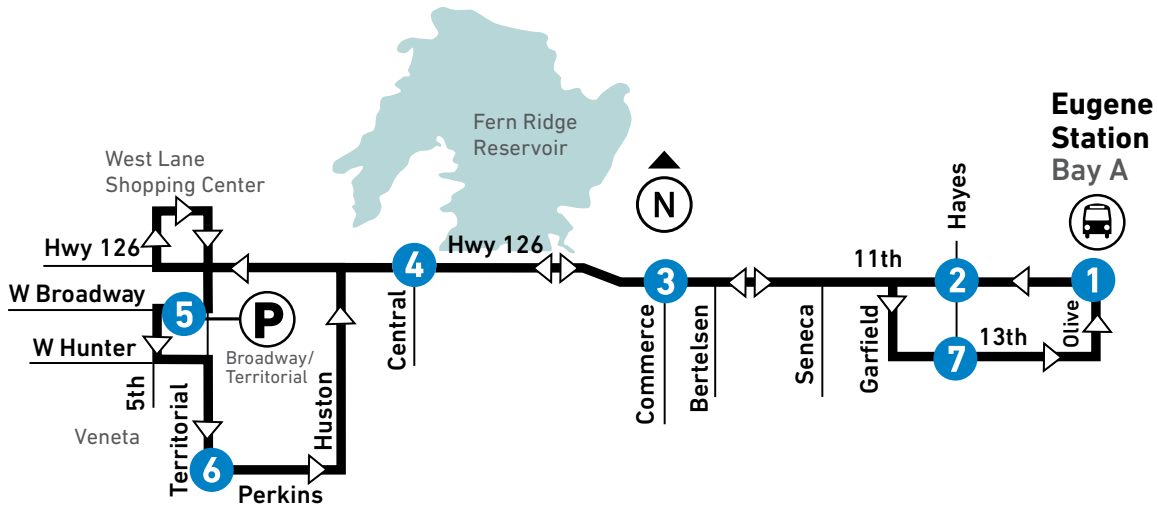 Eugene
Station
Bay A
Fern Ridge
Reservoir
West Lane
Shopping Center
N
Hayes
Hwy 126
Hwy 126
11th
4
3
2
1
W Broadway
5
P
Broadway/
Territorial
W Hunter
5th
Territorial
Huston
Central
Commerce
Bertelsen
Seneca
Garfield
7
13th
Olive
Veneta
6
Perkins